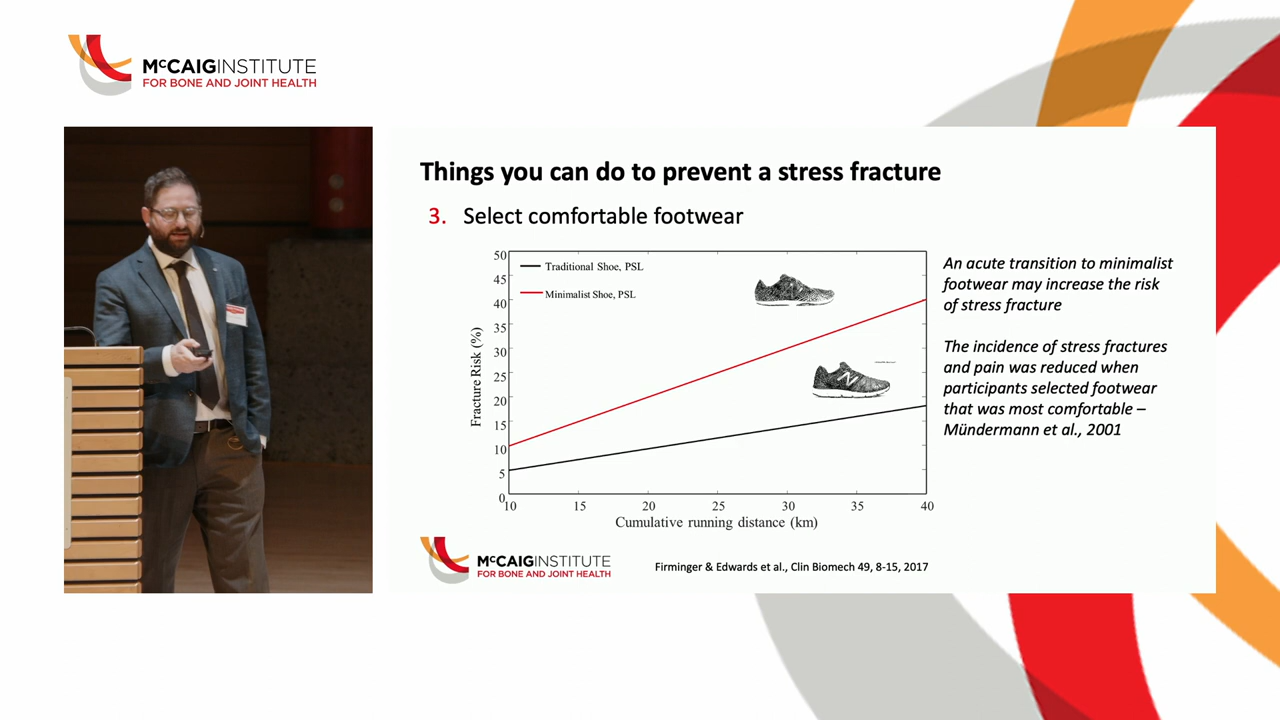 McCAIGINSTITUTE
FOR BONE AND JOINT HEALTH
Things you can do to prevent a stress fracture
3. Select comfortable footwear
Traditional Shoe, PSL
Minimalist Shoe, PSL
Fracture Risk (%)
50
45
40
35
30
25
20
15
10
5
0
10 15 20 25 30 35 40
Cumulative running distance (km)
An acute transition to minimalist
footwear may increase the risk
of stress fracture
The incidence of stress fractures
and pain was reduced when
participants selected footwear
that was most comfortable –
Mündermann et al., 2001
McCAIGINSTITUTE
FOR BONE AND JOINT HEALTH
Firminger & Edwards et al., Clin Biomech 49, 8-15, 2017